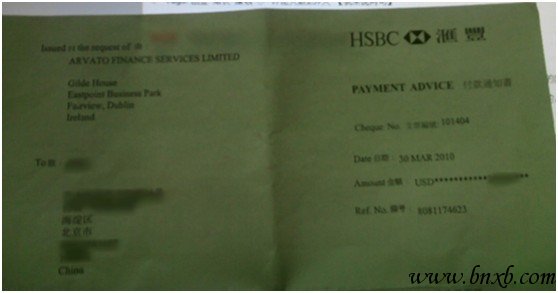 Issued at the request of 由
ARVATO FINANCE SERVICES LIMITED
Gilde House
Eastpoint Business Park
Fairview, Dublin
Ireland
To 致
海淀区
北京市
China
HSBC 滙豐
PAYMENT ADVICE 付款通知書
Cheque No. 支票編號: 101404
Date 日期: 30 MAR 2010
Amount 金額 USD**************
Ref. No. 編號: 8081174623
www.bnxb.com